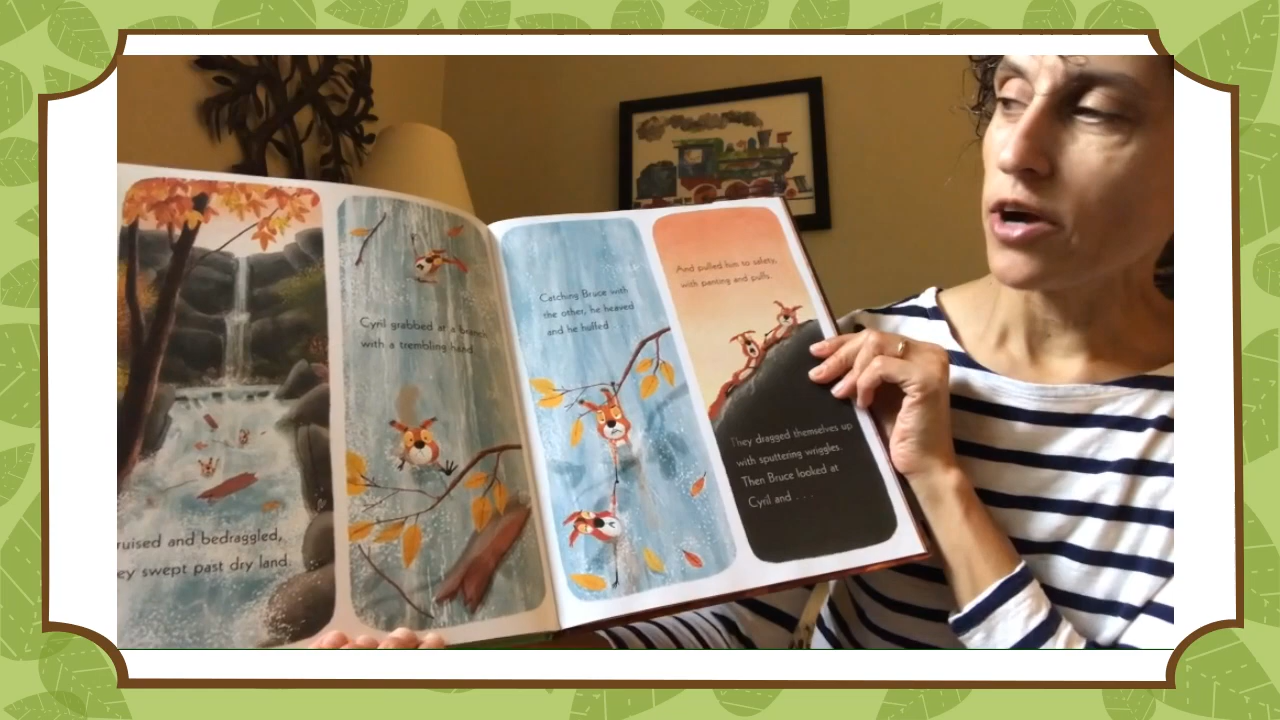 ruised and bedraggled,
ey swept past dry land.
Cyril grabbed at a branch
with a trembling hand.
Catching Bruce with
the other, he heaved
and he huffed
And pulled him to safety,
with panting and puffs.
They dragged themselves up
with sputtering wriggles.
Then Bruce looked at
Cyril and . . .